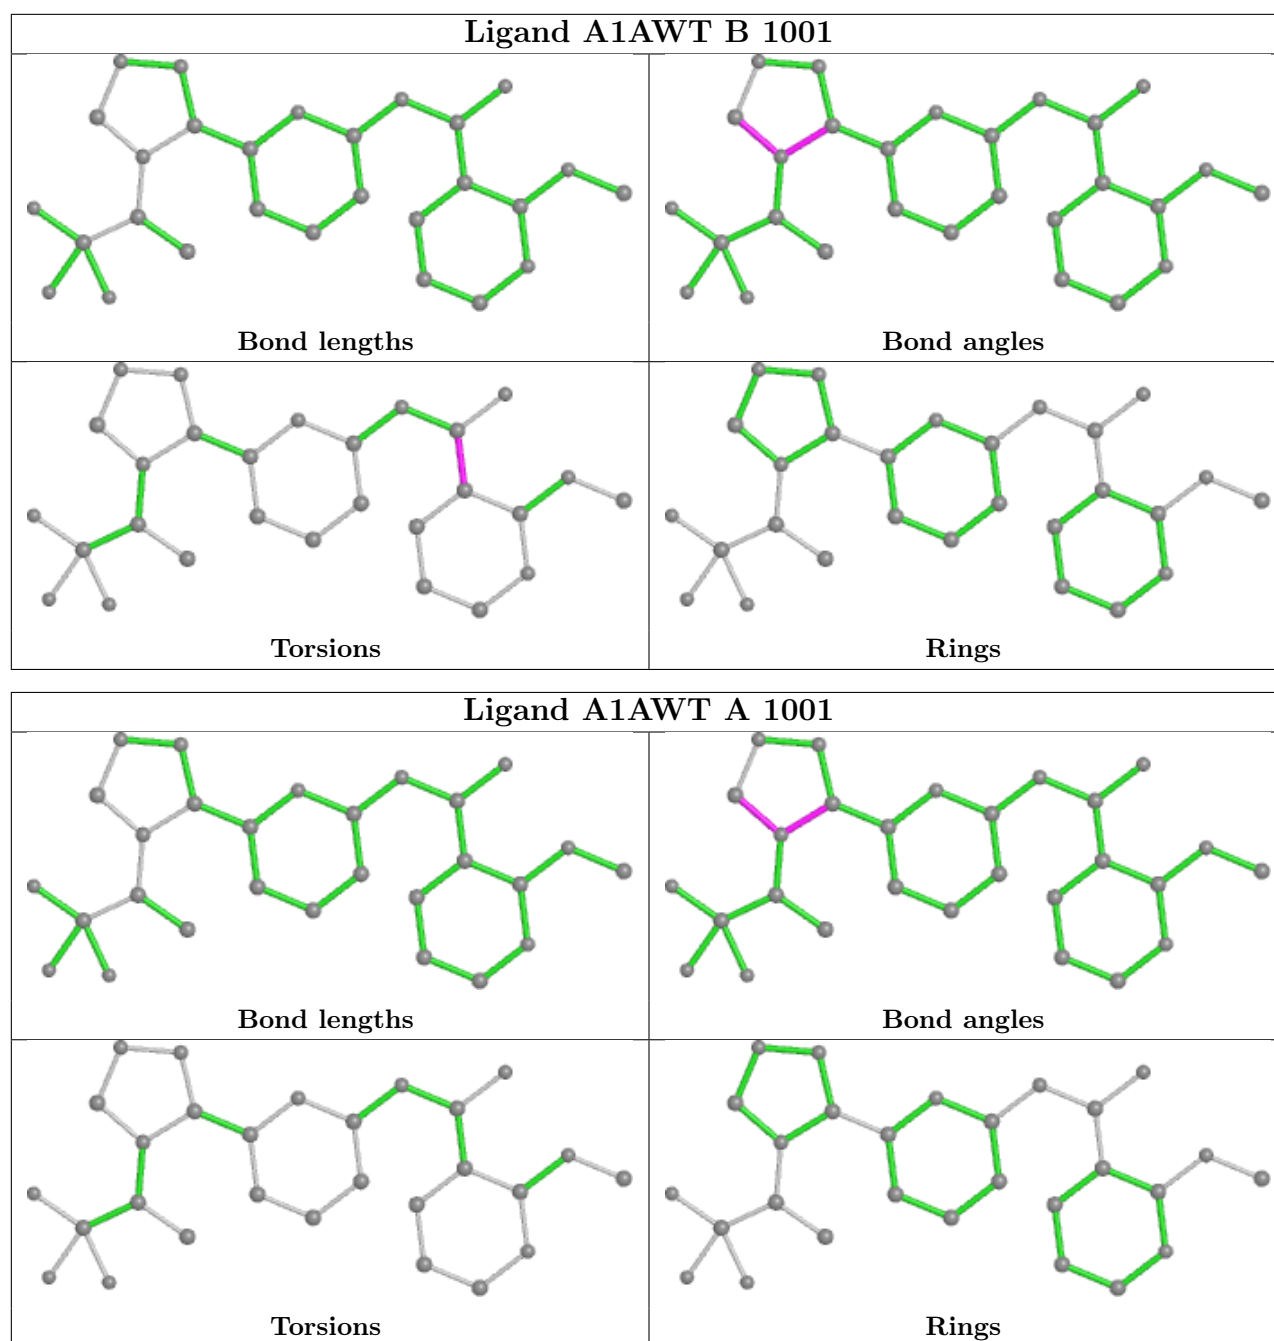 Ligand A1AWT B 1001
Bond lengths
Bond angles
Torsions
Rings
Ligand A1AWT A 1001
Bond lengths
Bond angles
Torsions
Rings